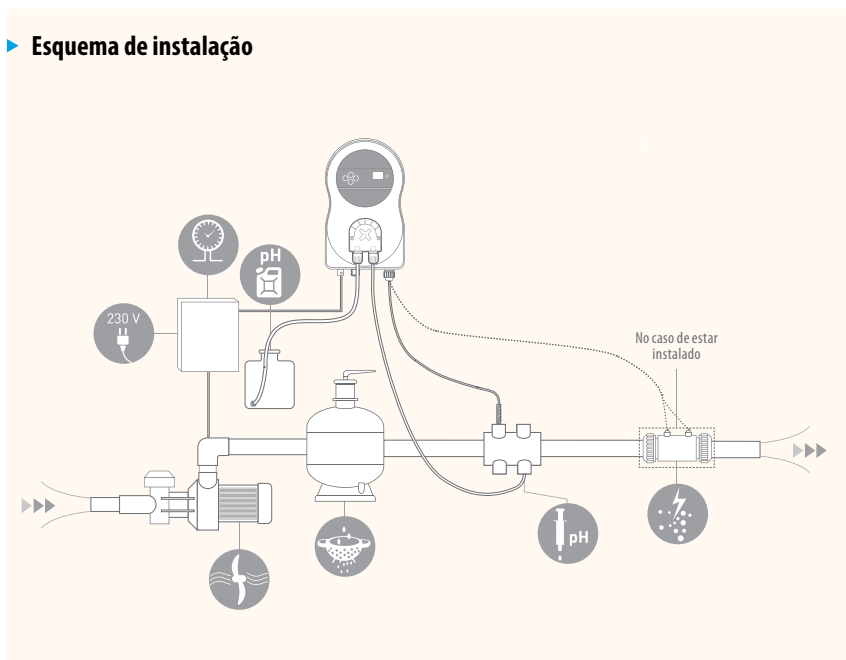 Esquema de instalação
pH
230 V
No caso de estar
instalado
pH